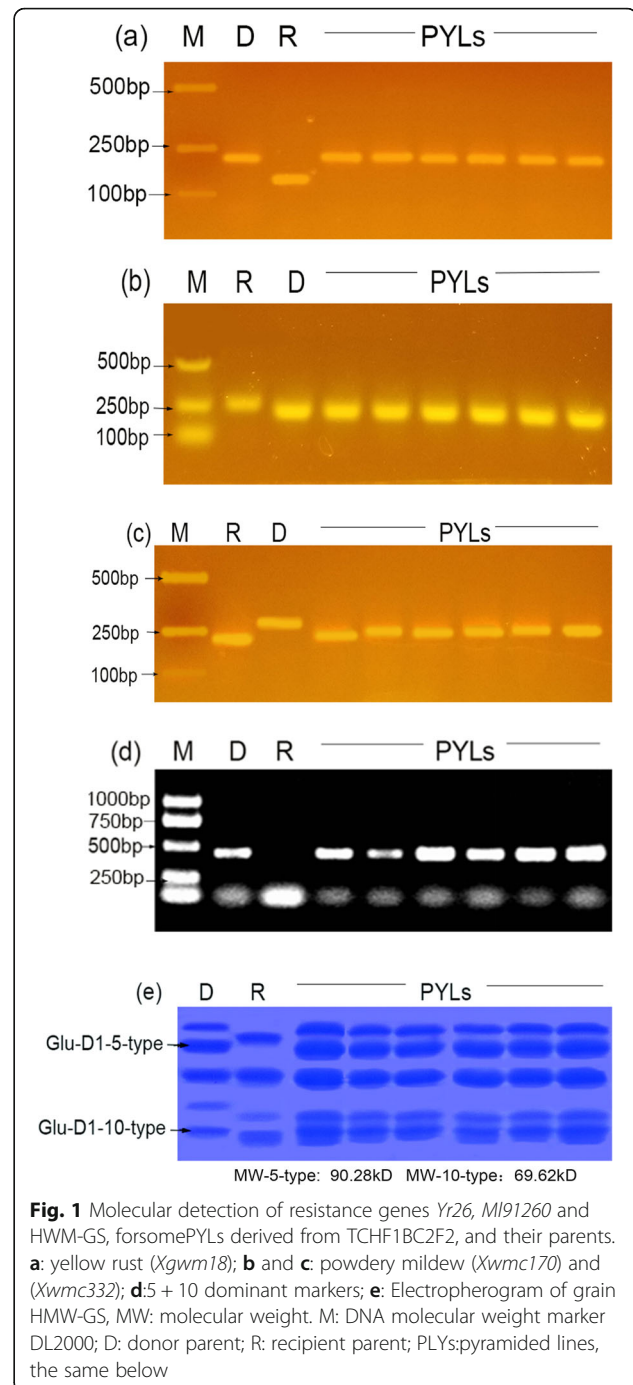 (a) M D R PYLs
500bp
250bp
100bp
(b) M R D PYLs
500bp
250bp
100bp
(c) M R D PYLs
500bp
250bp
100bp
(d) M D R PYLs
1000bp
750bp
500bp
250bp
(e) D R PYLs
Glu-D1-5-type
Glu-D1-10-type
MW-5-type: 90.28kD MW-10-type: 69.62kD
Fig. 1 Molecular detection of resistance genes Yr26, Ml91260 and
HWM-GS, forsomePYLs derived from TCHF1BC2F2, and their parents.
a: yellow rust (Xgwm18); b and c: powdery mildew (Xwmc170) and
(Xwmc332); d:5 + 10 dominant markers; e: Electropherogram of grain
HMW-GS, MW: molecular weight. M: DNA molecular weight marker
DL2000; D: donor parent; R: recipient parent; PLYs:pyramided lines,
the same below